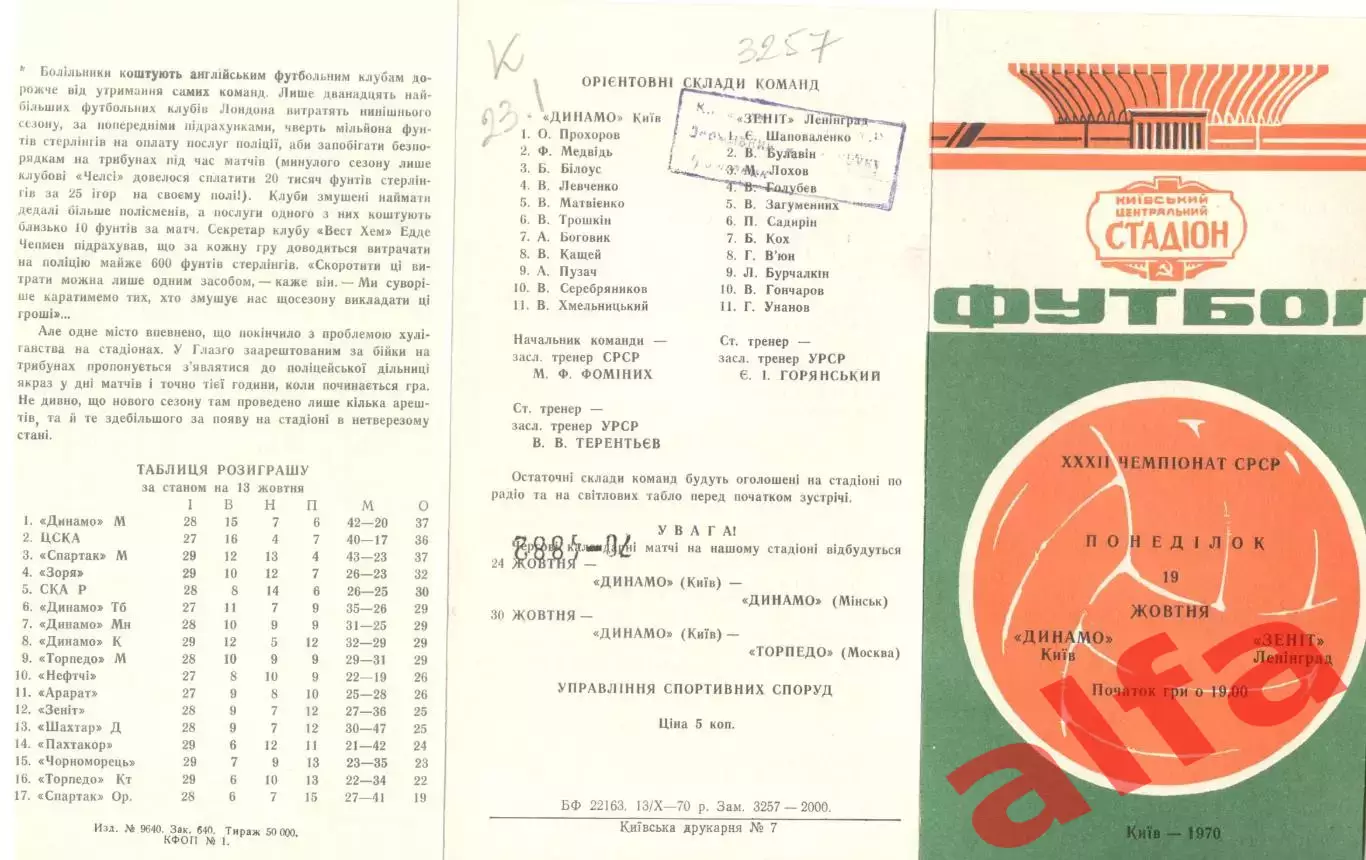 * Болільники коштують англійським футбольним клубам до-
рожче від утримання самих команд. Лише дванадцять най-
більших футбольних клубів Лондона витратять нинішнього
сезону, за попередніми підрахунками, чверть мільйона фун-
тів стерлінгів на оплату послуг поліції, аби запобігати безпо-
рядкам на трибунах під час матчів (минулого сезону лише
клубові «Челсі» довелося сплатити 20 тисяч фунтів стерлін-
гів за 25 ігор на своєму полі!). Клуби змушені наймати
дедалі більше полісменів, а послуги одного з них коштують
близько 10 фунтів за матч. Секретар клубу «Вест Хем» Едде
Чепмен підрахував, що за кожну гру доводиться витрачати
на поліцію майже 600 фунтів стерлінгів. «Скоротити ці ви-
трати можна лише одним засобом, — каже він. — Ми суворі-
ше каратимемо тих, хто змушує нас щосезону викладати ці
гроші»...
Але одне місто впевнено, що покінчило з проблемою хулі-
ганства на стадіонах. У Глазго заарештованим за бійки на
трибунах пропонується з'являтися до поліцейської дільниці
якраз у дні матчів і точно тієї години, коли починається гра.
Не дивно, що нового сезону там проведено лише кілька ареш-
тів, та й те здебільшого за появу на стадіоні в нетверезому
стані.
ТАБЛИЦЯ РОЗИГРАШУ
за станом на 13 жовтня
І В Н П М О
1. «Динамо» М 28 15 7 6 42—20 37
2. ЦСКА 27 16 4 7 40—17 36
3. «Спартак» М 29 12 13 4 43—23 37
4. «Зоря» 29 10 12 7 26—23 32
5. СКА Р 28 8 14 6 26—25 30
6. «Динамо» Тб 27 11 7 9 35—26 29
7. «Динамо» Мн 28 10 9 9 31—25 29
8. «Динамо» К 29 12 5 12 32—29 29
9. «Торпедо» М 28 10 9 9 29—31 29
10. «Нефтчі» 27 8 10 9 22—19 26
11. «Арарат» 27 9 8 10 25—28 26
12. «Зеніт» 28 9 7 12 27—36 25
13. «Шахтар» Д 28 9 7 12 30—47 25
14. «Пахтакор» 29 6 12 11 21—42 24
15. «Чорноморець» 29 7 9 13 23—35 23
16. «Торпедо» Кт 29 6 10 13 22—34 22
17. «Спартак» Ор. 28 6 7 15 27—41 19
Изд. № 9640. Зак. 640. Тираж 50 000.
КФОП № 1.
К
23
3257
ОРІЄНТОВНІ СКЛАДИ КОМАНД
«ДИНАМО» Київ
1. О. Прохоров
2. Ф. Медвідь
3. Б. Білоус
4. В. Левченко
5. В. Матвієнко
6. В. Трошкін
7. А. Боговик
8. В. Кащей
9. А. Пузач
10. В. Серебряников
11. В. Хмельницький
Начальник команди —
засл. тренер СРСР
М. Ф. ФОМІНИХ
Ст. тренер —
засл. тренер УРСР
В. В. ТЕРЕНТЬЄВ
«ЗЕНІТ» Ленінград
1. Є. Шаповаленко
2. В. Булавін
3. М. Лохов
4. В. Голубєв
5. В. Загуменних
6. П. Садирін
7. Б. Кох
8. Г. В'юн
9. Л. Бурчалкін
10. В. Гончаров
11. Г. Унанов
Ст. тренер —
засл. тренер УРСР
Є. І. ГОРЯНСЬКИЙ
Остаточні склади команд будуть оголошені на стадіоні по
радіо та на світлових табло перед початком зустрічі.
УВАГА!
Чергові календарні матчі на нашому стадіоні відбудуться
24 ЖОВТНЯ —
«ДИНАМО» (Київ) —
«ДИНАМО» (Мінськ)
30 ЖОВТНЯ —
«ДИНАМО» (Київ) —
«ТОРПЕДО» (Москва)
УПРАВЛІННЯ СПОРТИВНИХ СПОРУД
Ціна 5 коп.
БФ 22163. 13/Х—70 р. Зам. 3257—2000.
Київська друкарня № 7
КИЇВСЬКИЙ
ЦЕНТРАЛЬНИЙ
СТАДІОН
ФУТБОЛ
XXXII ЧЕМПІОНАТ СРСР
ПОНЕДІЛОК
19
ЖОВТНЯ
«ДИНАМО»
Київ
«ЗЕНІТ»
Ленінград
Початок гри о 19.00
Київ — 1970
alfa